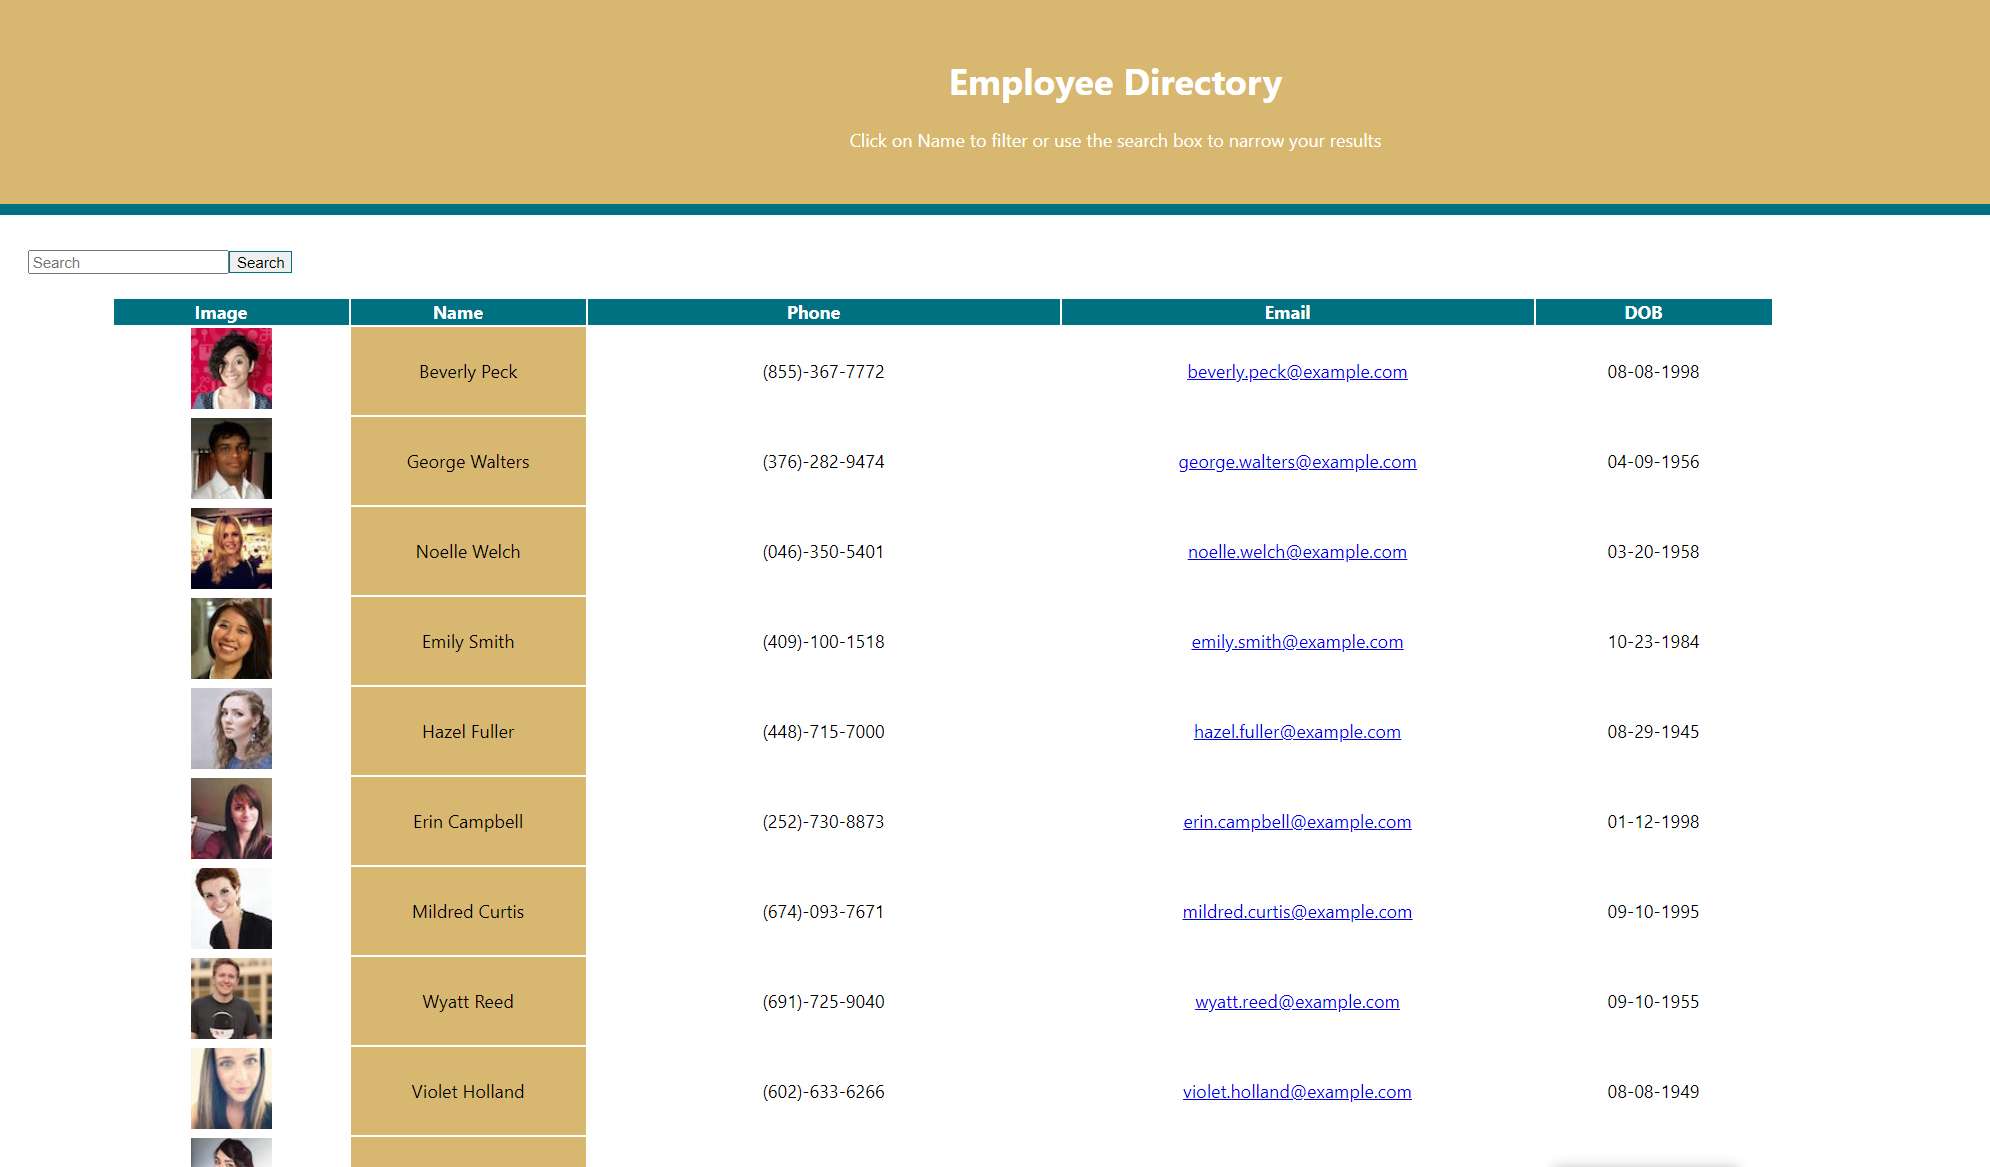 Employee Directory
Click on Name to filter or use the search box to narrow your results
Search Search
Image Name Phone Email DOB
Beverly Peck (855)-367-7772 beverly.peck@example.com 08-08-1998
George Walters (376)-282-9474 george.walters@example.com 04-09-1956
Noelle Welch (046)-350-5401 noelle.welch@example.com 03-20-1958
Emily Smith (409)-100-1518 emily.smith@example.com 10-23-1984
Hazel Fuller (448)-715-7000 hazel.fuller@example.com 08-29-1945
Erin Campbell (252)-730-8873 erin.campbell@example.com 01-12-1998
Mildred Curtis (674)-093-7671 mildred.curtis@example.com 09-10-1995
Wyatt Reed (691)-725-9040 wyatt.reed@example.com 09-10-1955
Violet Holland (602)-633-6266 violet.holland@example.com 08-08-1949